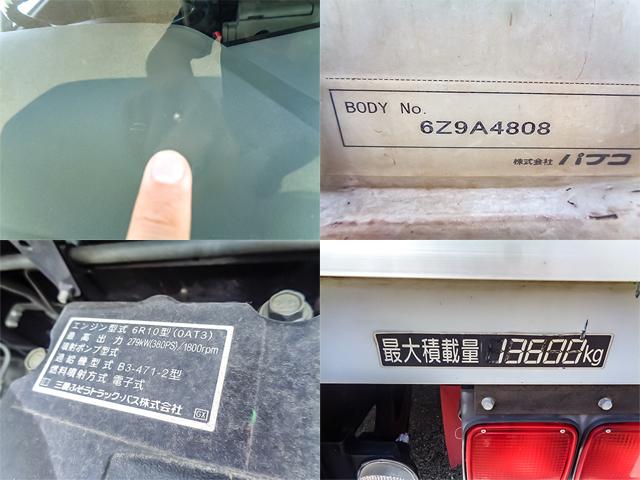 BODY No.
6Z9A4808
株式会社 パブコ
エンジン型式 6R10型(0AT3)
最高出力 279kW(380PS)/1800rpm
噴射ポンプ型式
過給機型式 B3-471-2型
燃料噴射方式 電子式
三菱ふそうトラック・バス株式会社
GX
最大積載量 13600kg